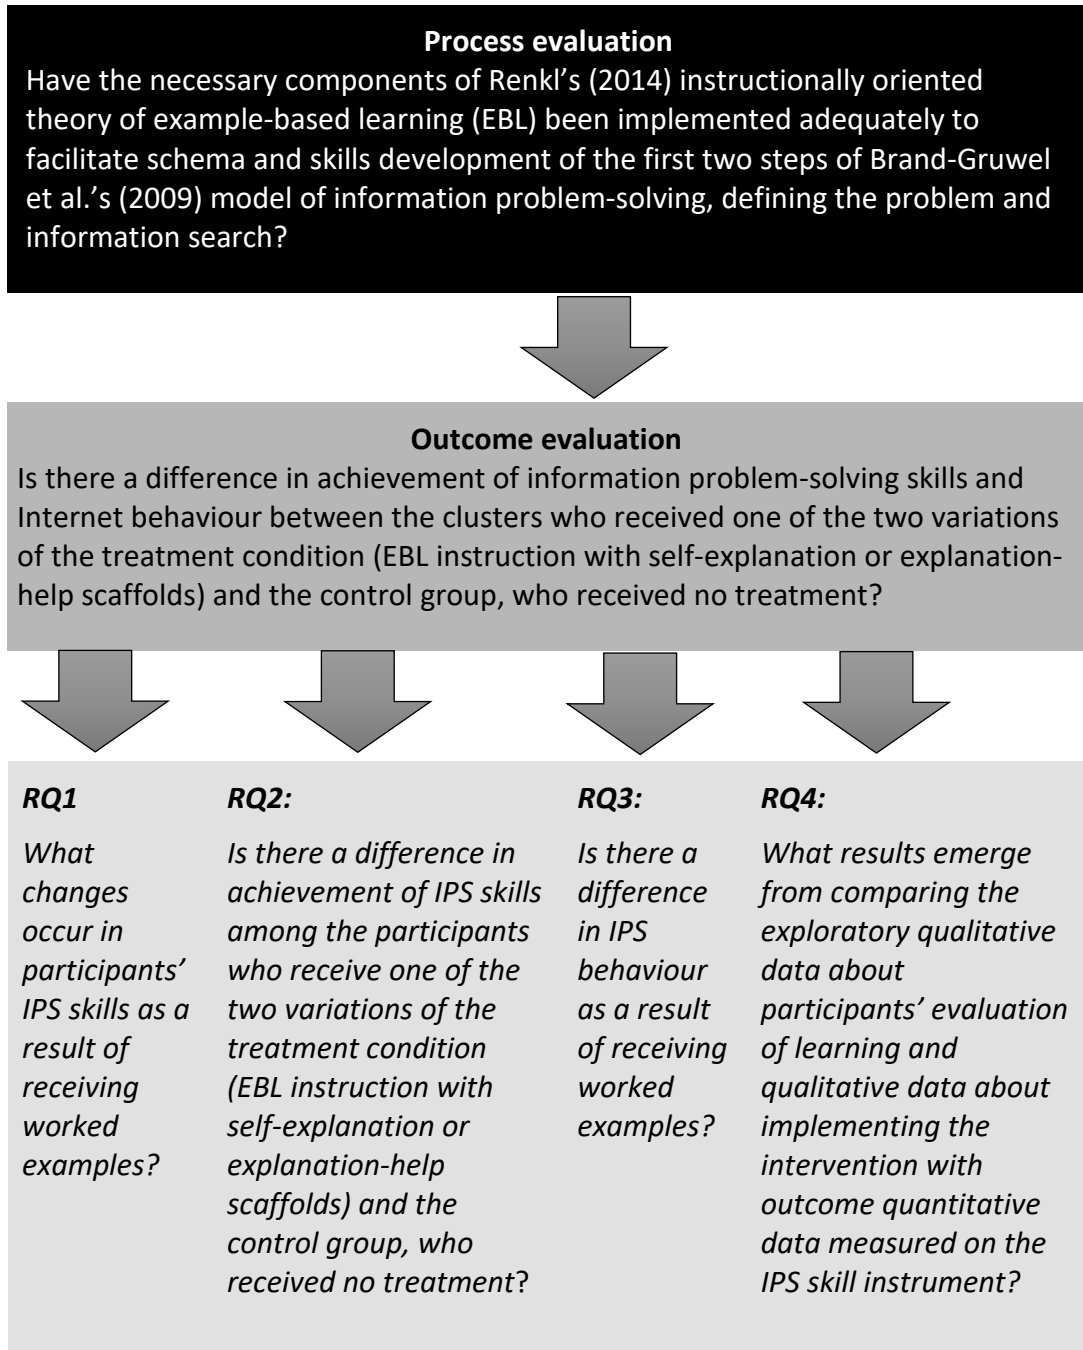 Process evaluation
Have the necessary components of Renkl’s (2014) instructionally oriented
theory of example-based learning (EBL) been implemented adequately to
facilitate schema and skills development of the first two steps of Brand-Gruwel
et al.’s (2009) model of information problem-solving, defining the problem and
information search?
Outcome evaluation
Is there a difference in achievement of information problem-solving skills and
Internet behaviour between the clusters who received one of the two variations
of the treatment condition (EBL instruction with self-explanation or explanation-
help scaffolds) and the control group, who received no treatment?
RQ1
What
changes
occur in
participants’
IPS skills as a
result of
receiving
worked
examples?
RQ2:
Is there a difference in
achievement of IPS skills
among the participants
who receive one of the
two variations of the
treatment condition
(EBL instruction with
self-explanation or
explanation-help
scaffolds) and the
control group, who
received no treatment?
RQ3:
Is there a
difference
in IPS
behaviour
as a result
of receiving
worked
examples?
RQ4:
What results emerge
from comparing the
exploratory qualitative
data about
participants’ evaluation
of learning and
qualitative data about
implementing the
intervention with
outcome quantitative
data measured on the
IPS skill instrument?